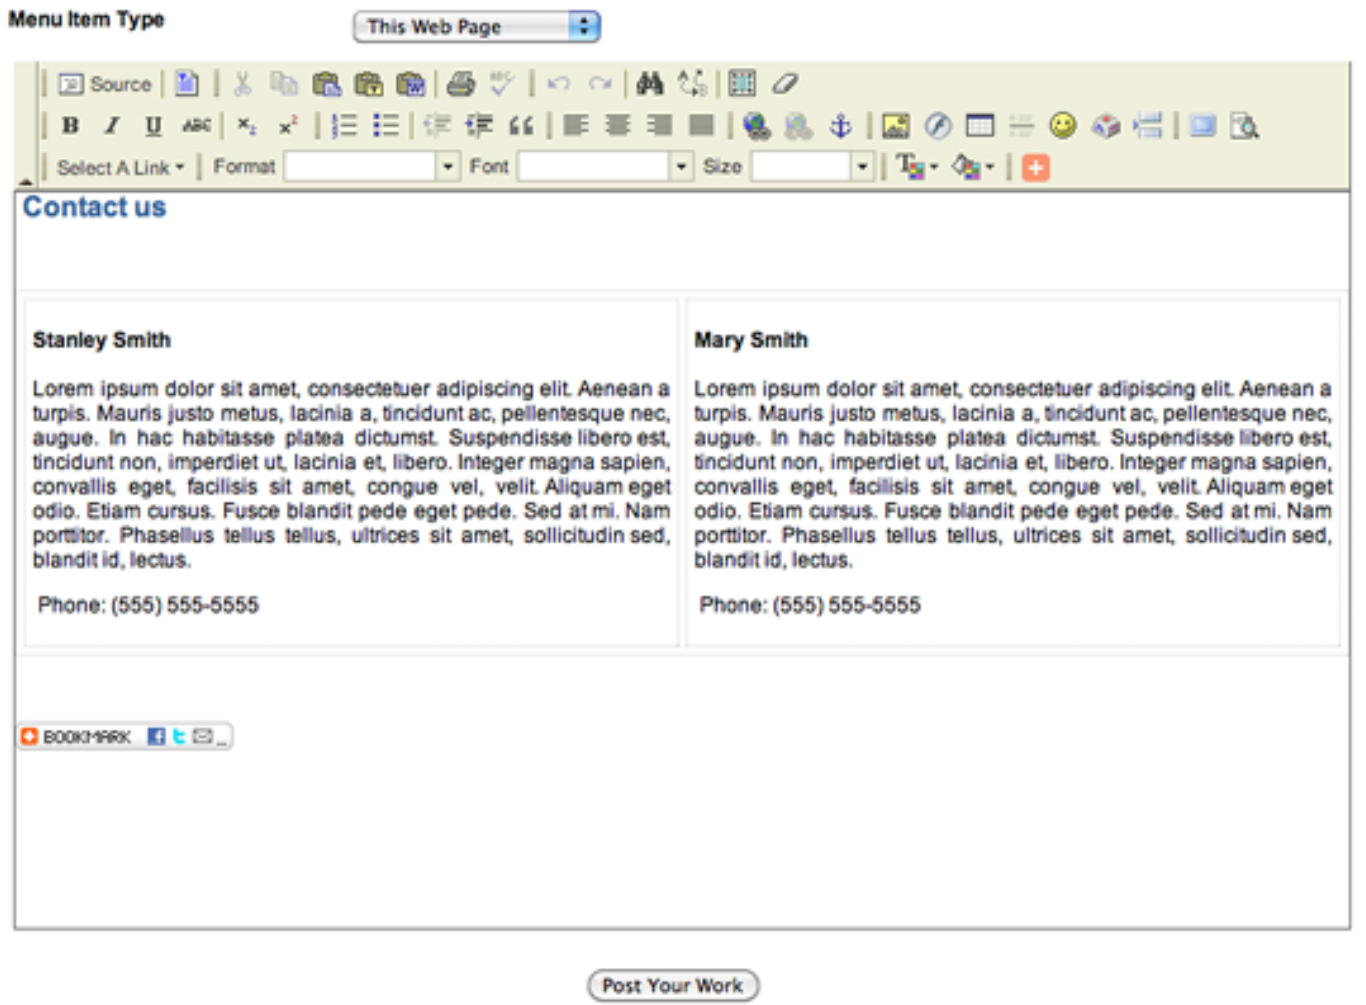 Menu Item Type This Web Page
Source
B I U ABC x₂ x²
Select A Link Format Font Size
Contact us
Stanley Smith
Lorem ipsum dolor sit amet, consectetuer adipiscing elit. Aenean a
turpis. Mauris justo metus, lacinia a, tincidunt ac, pellentesque nec,
augue. In hac habitasse platea dictumst. Suspendisse libero est,
tincidunt non, imperdiet ut, lacinia et, libero. Integer magna sapien,
convallis eget, facilisis sit amet, congue vel, velit. Aliquam eget
odio. Etiam cursus. Fusce blandit pede eget pede. Sed at mi. Nam
porttitor. Phasellus tellus tellus, ultrices sit amet, sollicitudin sed,
blandit id, lectus.
Phone: (555) 555-5555
Mary Smith
Lorem ipsum dolor sit amet, consectetuer adipiscing elit. Aenean a
turpis. Mauris justo metus, lacinia a, tincidunt ac, pellentesque nec,
augue. In hac habitasse platea dictumst. Suspendisse libero est,
tincidunt non, imperdiet ut, lacinia et, libero. Integer magna sapien,
convallis eget, facilisis sit amet, congue vel, velit. Aliquam eget
odio. Etiam cursus. Fusce blandit pede eget pede. Sed at mi. Nam
porttitor. Phasellus tellus tellus, ultrices sit amet, sollicitudin sed,
blandit id, lectus.
Phone: (555) 555-5555
BOOKMARK
Post Your Work